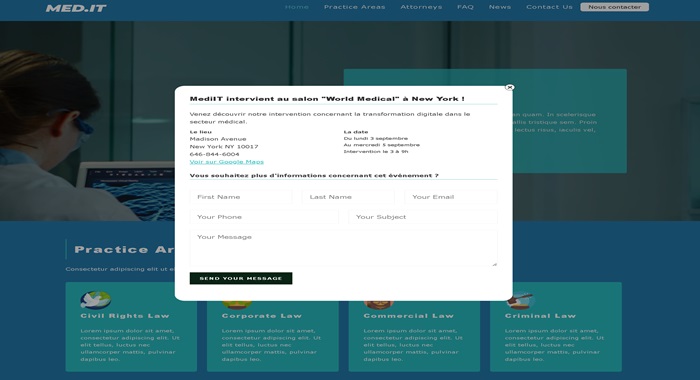 MED.IT
Home Practice Areas Attorneys FAQ News Contact Us Nous contacter
MediIT intervient au salon "World Medical" à New York !
Venez découvrir notre intervention concernant la transformation digitale dans le
secteur médical.
Le lieu
Madison Avenue
New York NY 10017
646-844-6004
Voir sur Google Maps
La date
Du lundi 3 septembre
Au mercredi 5 septembre
Intervention le 3 à 9h
Vous souhaitez plus d'informations concernant cet évènement ?
First Name Last Name Your Email
Your Phone Your Subject
Your Message
SEND YOUR MESSAGE
quam. In scelerisque
tristique sem. Proin
lectus risus, iaculis vel,
Practice Ar
Consectetur adipiscing elit ut
Civil Rights Law
Lorem ipsum dolor sit amet,
consectetur adipiscing elit. Ut
elit tellus, luctus nec
ullamcorper mattis, pulvinar
dapibus leo.
Corporate Law
Lorem ipsum dolor sit amet,
consectetur adipiscing elit. Ut
elit tellus, luctus nec
ullamcorper mattis, pulvinar
dapibus leo.
Commercial Law
Lorem ipsum dolor sit amet,
consectetur adipiscing elit. Ut
elit tellus, luctus nec
ullamcorper mattis, pulvinar
dapibus leo.
Criminal Law
Lorem ipsum dolor sit amet,
consectetur adipiscing elit. Ut
elit tellus, luctus nec
ullamcorper mattis, pulvinar
dapibus leo.